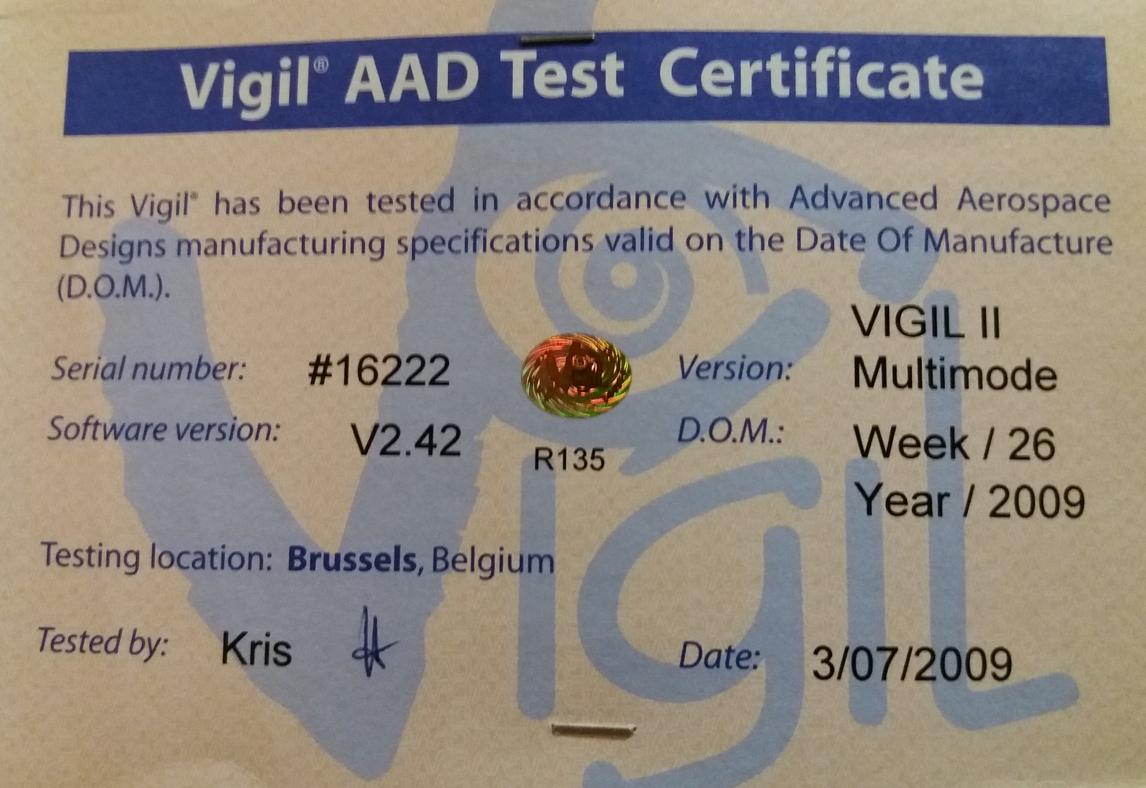 Vigil® AAD Test Certificate
This Vigil® has been tested in accordance with Advanced Aerospace
Designs manufacturing specifications valid on the Date Of Manufacture
(D.O.M.).
Serial number: #16222
Version: VIGIL II
Multimode
Software version: V2.42
R135
D.O.M.: Week / 26
Year / 2009
Testing location: Brussels, Belgium
Tested by: Kris
Date: 3/07/2009
Vigil